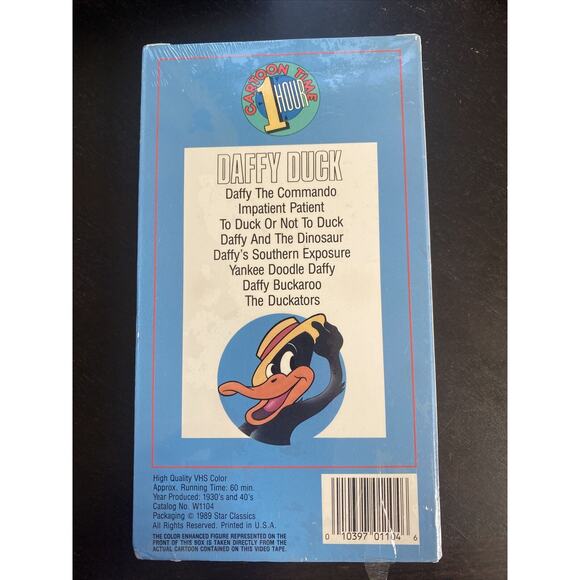 CARTOON TIME
1 HOUR
DAFFY DUCK
Daffy The Commando
Impatient Patient
To Duck Or Not To Duck
Daffy And The Dinosaur
Daffy's Southern Exposure
Yankee Doodle Daffy
Daffy Buckaroo
The Duckators
High Quality VHS Color
Approx. Running Time: 60 min.
Year Produced: 1930's and 40's
Catalog No. W1104
Packaging © 1989 Star Classics
All Rights Reserved. Printed in U.S.A.
THE COLOR ENHANCED FIGURE REPRESENTED ON THE
FRONT OF THIS BOX IS TAKEN DIRECTLY FROM THE
ACTUAL CARTOON CONTAINED ON THIS VIDEO TAPE.
0 10397 01104 6